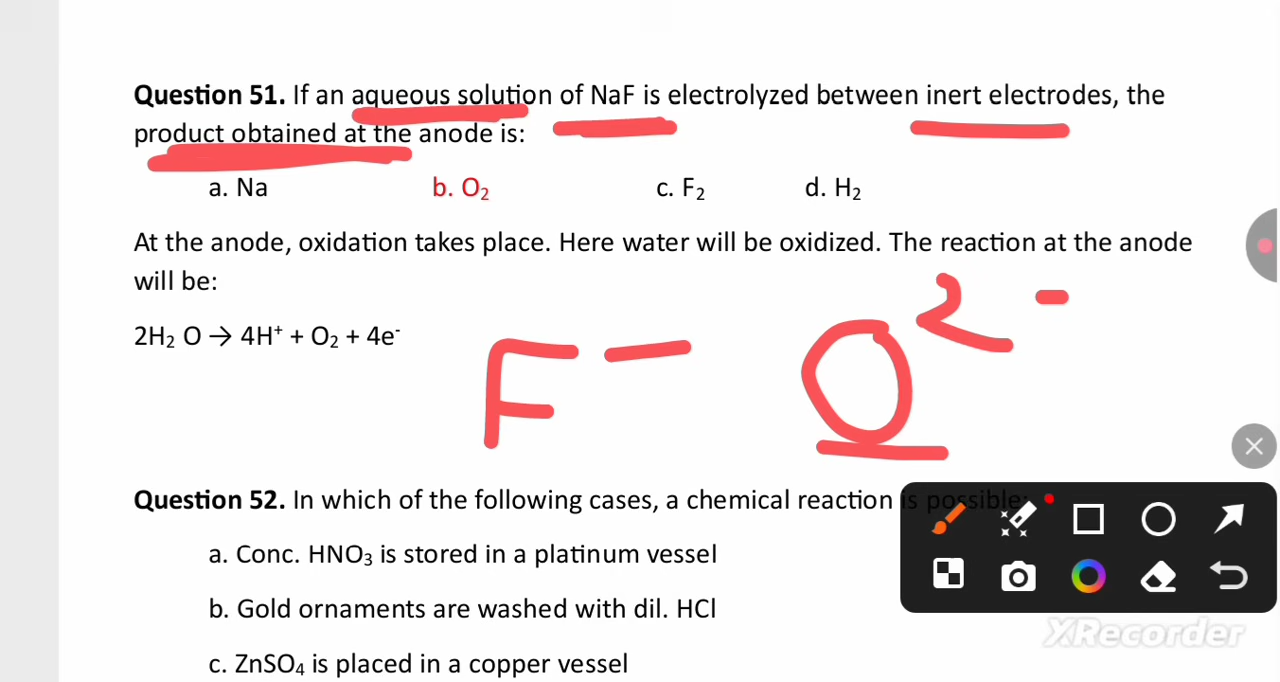 Question 51. If an aqueous solution of NaF is electrolyzed between inert electrodes, the
product obtained at the anode is:
a. Na b. O₂ c. F₂ d. H₂
At the anode, oxidation takes place. Here water will be oxidized. The reaction at the anode
will be:
2H₂ O → 4H⁺ + O₂ + 4e⁻
F⁻ O²⁻
Question 52. In which of the following cases, a chemical reaction is possible:
a. Conc. HNO₃ is stored in a platinum vessel
b. Gold ornaments are washed with dil. HCl
c. ZnSO₄ is placed in a copper vessel
XRecorder